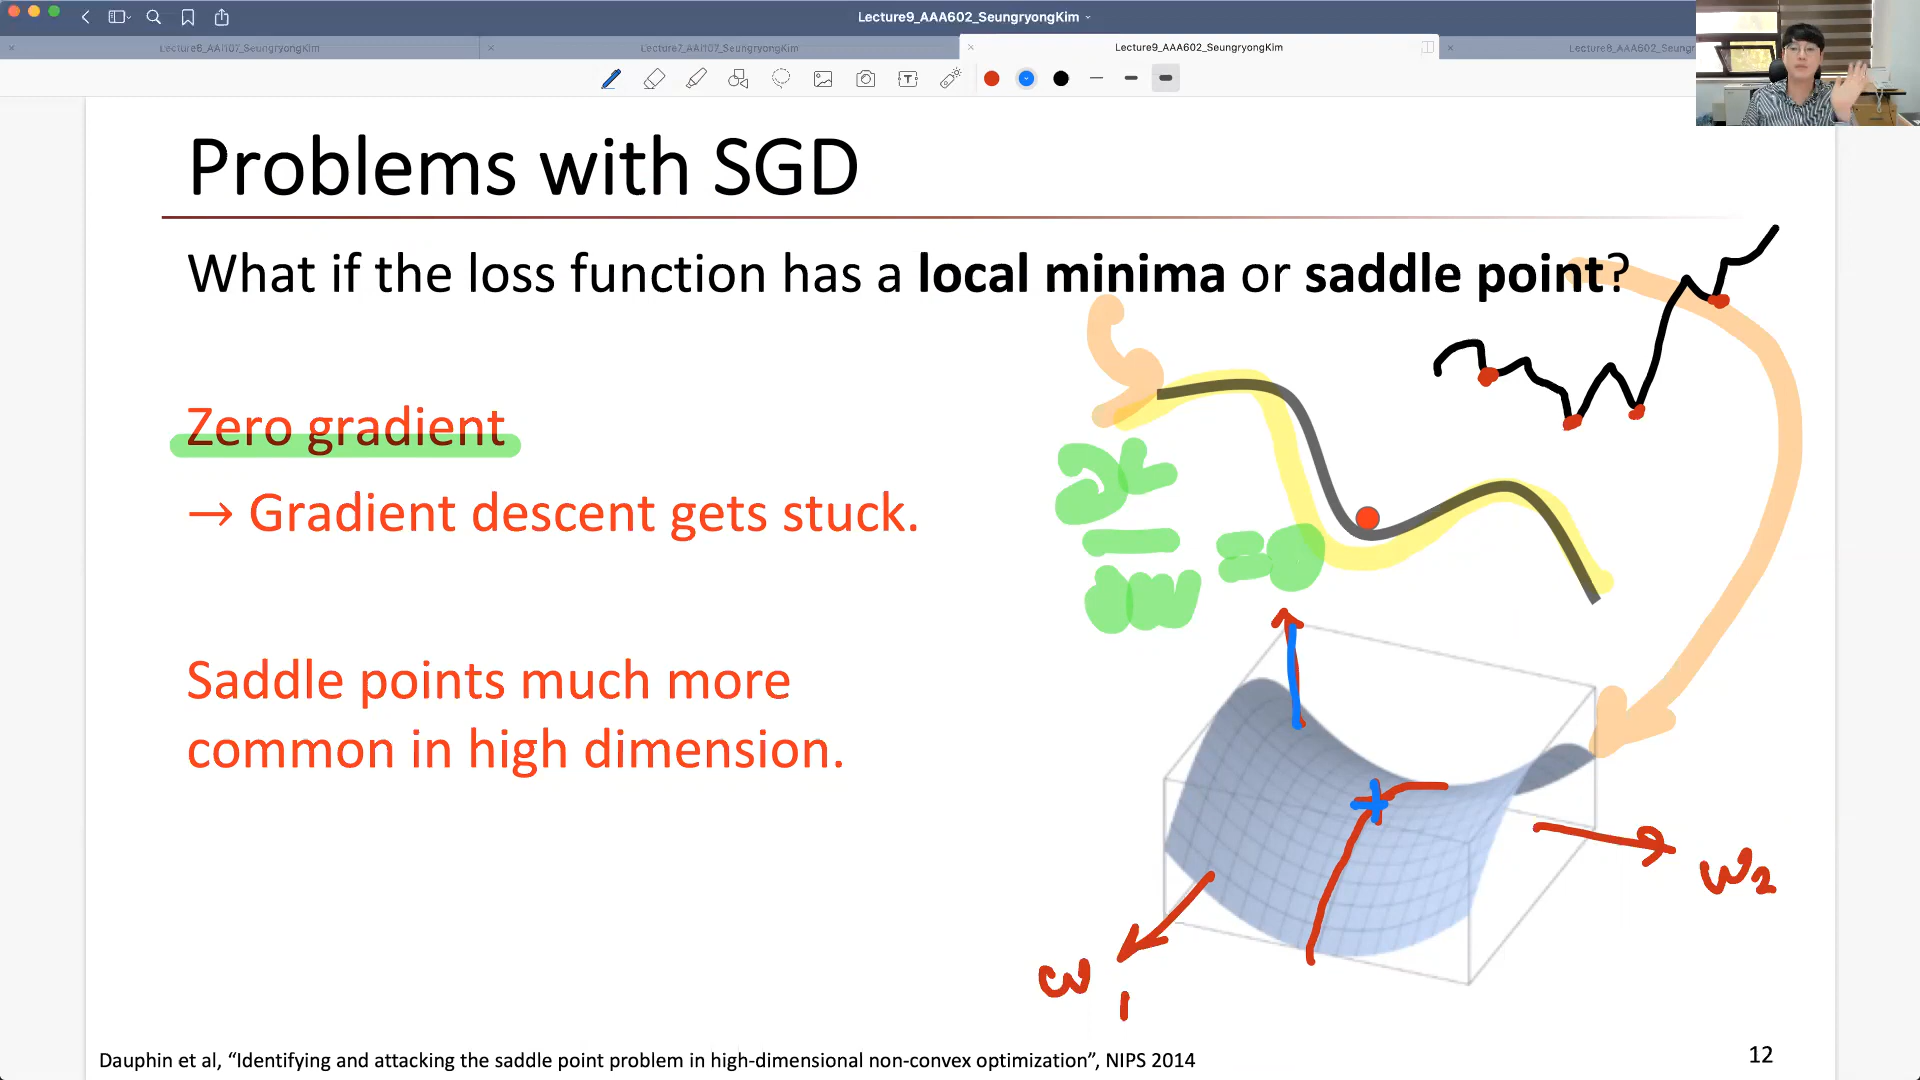 Lecture9_AAA602_SeungryongKim
Lecture6_AAI107_SeungryongKim
Lecture7_AAI107_SeungryongKim
Lecture9_AAA602_SeungryongKim
Lecture8_AAA602_Seungr
Problems with SGD
What if the loss function has a local minima or saddle point?
Zero gradient
→ Gradient descent gets stuck.
∂L
∂W
=0
Saddle points much more
common in high dimension.
w1
w2
Dauphin et al, “Identifying and attacking the saddle point problem in high-dimensional non-convex optimization”, NIPS 2014
12